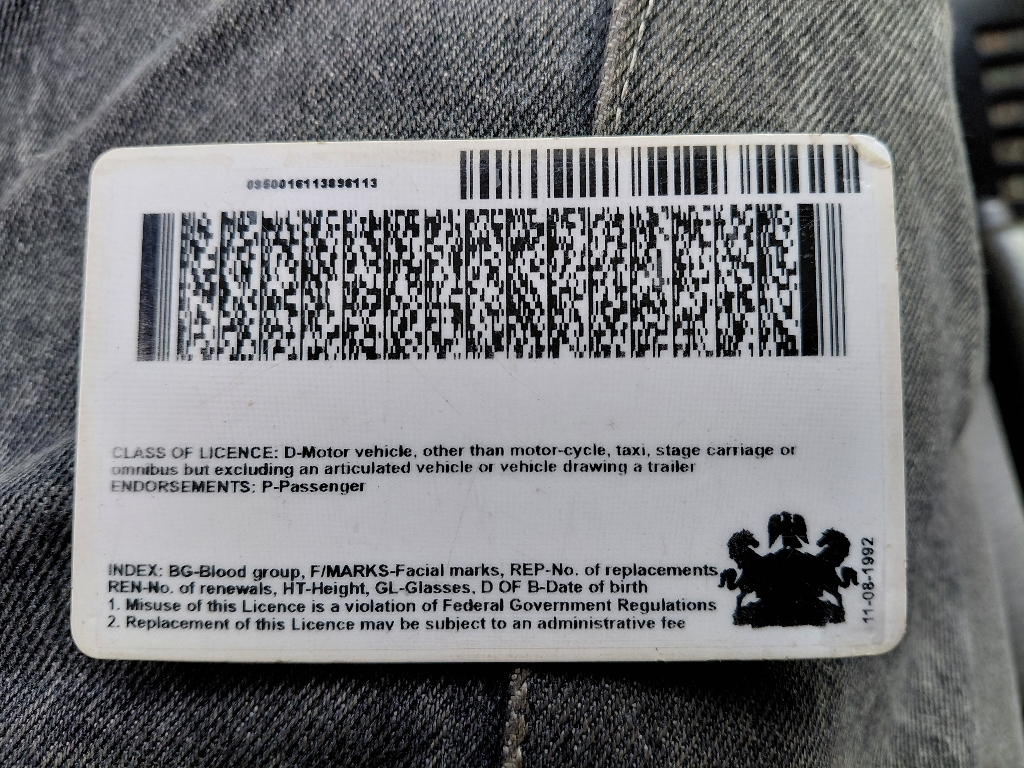 0950016113896113
CLASS OF LICENCE: D-Motor vehicle, other than motor-cycle, taxi, stage carriage or
omnibus but excluding an articulated vehicle or vehicle drawing a trailer
ENDORSEMENTS: P-Passenger
INDEX: BG-Blood group, F/MARKS-Facial marks, REP-No. of replacements,
REN-No. of renewals, HT-Height, GL-Glasses, D OF B-Date of birth
1. Misuse of this Licence is a violation of Federal Government Regulations
2. Replacement of this Licence may be subject to an administrative fee
11-08-1992